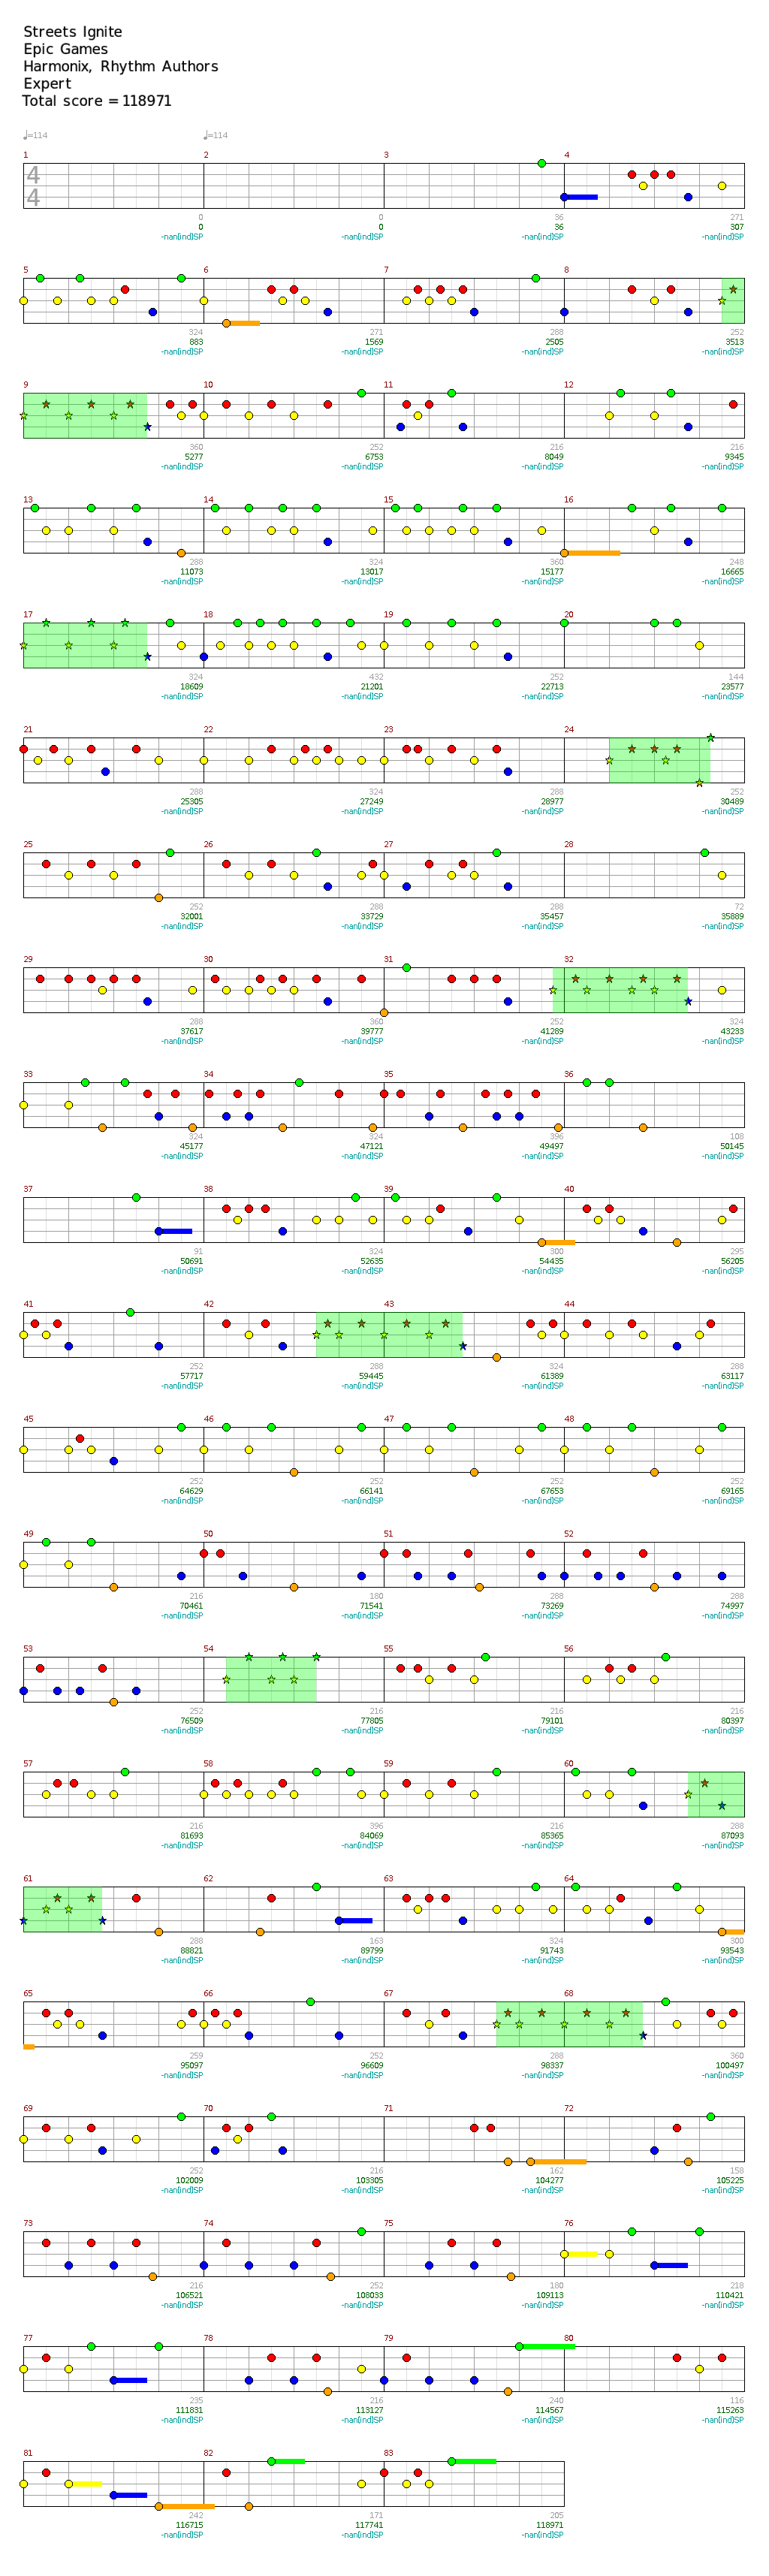 Streets Ignite
Epic Games
Harmonix, Rhythm Authors
Expert
Total score = 118971
♩=114 ♩=114
1 2 3 4
4
4
0 0 36 271
0 0 36 307
-nan(ind)SP -nan(ind)SP -nan(ind)SP -nan(ind)SP
5 6 7 8
324 271 288 252
883 1569 2505 3513
-nan(ind)SP -nan(ind)SP -nan(ind)SP -nan(ind)SP
9 10 11 12
360 252 216 216
5277 6753 8049 9345
-nan(ind)SP -nan(ind)SP -nan(ind)SP -nan(ind)SP
13 14 15 16
288 324 360 248
11073 13017 15177 16665
-nan(ind)SP -nan(ind)SP -nan(ind)SP -nan(ind)SP
17 18 19 20
324 432 252 144
18609 21201 22713 23577
-nan(ind)SP -nan(ind)SP -nan(ind)SP -nan(ind)SP
21 22 23 24
288 324 288 252
25305 27249 28977 30489
-nan(ind)SP -nan(ind)SP -nan(ind)SP -nan(ind)SP
25 26 27 28
252 288 288 72
32001 33729 35457 35889
-nan(ind)SP -nan(ind)SP -nan(ind)SP -nan(ind)SP
29 30 31 32
288 360 252 324
37617 39777 41289 43233
-nan(ind)SP -nan(ind)SP -nan(ind)SP -nan(ind)SP
33 34 35 36
324 324 396 108
45177 47121 49497 50145
-nan(ind)SP -nan(ind)SP -nan(ind)SP -nan(ind)SP
37 38 39 40
91 324 300 295
50691 52635 54435 56205
-nan(ind)SP -nan(ind)SP -nan(ind)SP -nan(ind)SP
41 42 43 44
252 288 324 288
57717 59445 61389 63117
-nan(ind)SP -nan(ind)SP -nan(ind)SP -nan(ind)SP
45 46 47 48
252 252 252 252
64629 66141 67653 69165
-nan(ind)SP -nan(ind)SP -nan(ind)SP -nan(ind)SP
49 50 51 52
216 180 288 288
70461 71541 73269 74997
-nan(ind)SP -nan(ind)SP -nan(ind)SP -nan(ind)SP
53 54 55 56
252 216 216 216
76509 77805 79101 80397
-nan(ind)SP -nan(ind)SP -nan(ind)SP -nan(ind)SP
57 58 59 60
216 396 216 288
81693 84069 85365 87093
-nan(ind)SP -nan(ind)SP -nan(ind)SP -nan(ind)SP
61 62 63 64
288 163 324 300
88821 89799 91743 93543
-nan(ind)SP -nan(ind)SP -nan(ind)SP -nan(ind)SP
65 66 67 68
259 252 288 360
95097 96609 98337 100497
-nan(ind)SP -nan(ind)SP -nan(ind)SP -nan(ind)SP
69 70 71 72
252 216 162 158
102009 103305 104277 105225
-nan(ind)SP -nan(ind)SP -nan(ind)SP -nan(ind)SP
73 74 75 76
216 252 180 218
106521 108033 109113 110421
-nan(ind)SP -nan(ind)SP -nan(ind)SP -nan(ind)SP
77 78 79 80
235 216 240 116
111831 113127 114567 115263
-nan(ind)SP -nan(ind)SP -nan(ind)SP -nan(ind)SP
81 82 83
242 171 205
116715 117741 118971
-nan(ind)SP -nan(ind)SP -nan(ind)SP